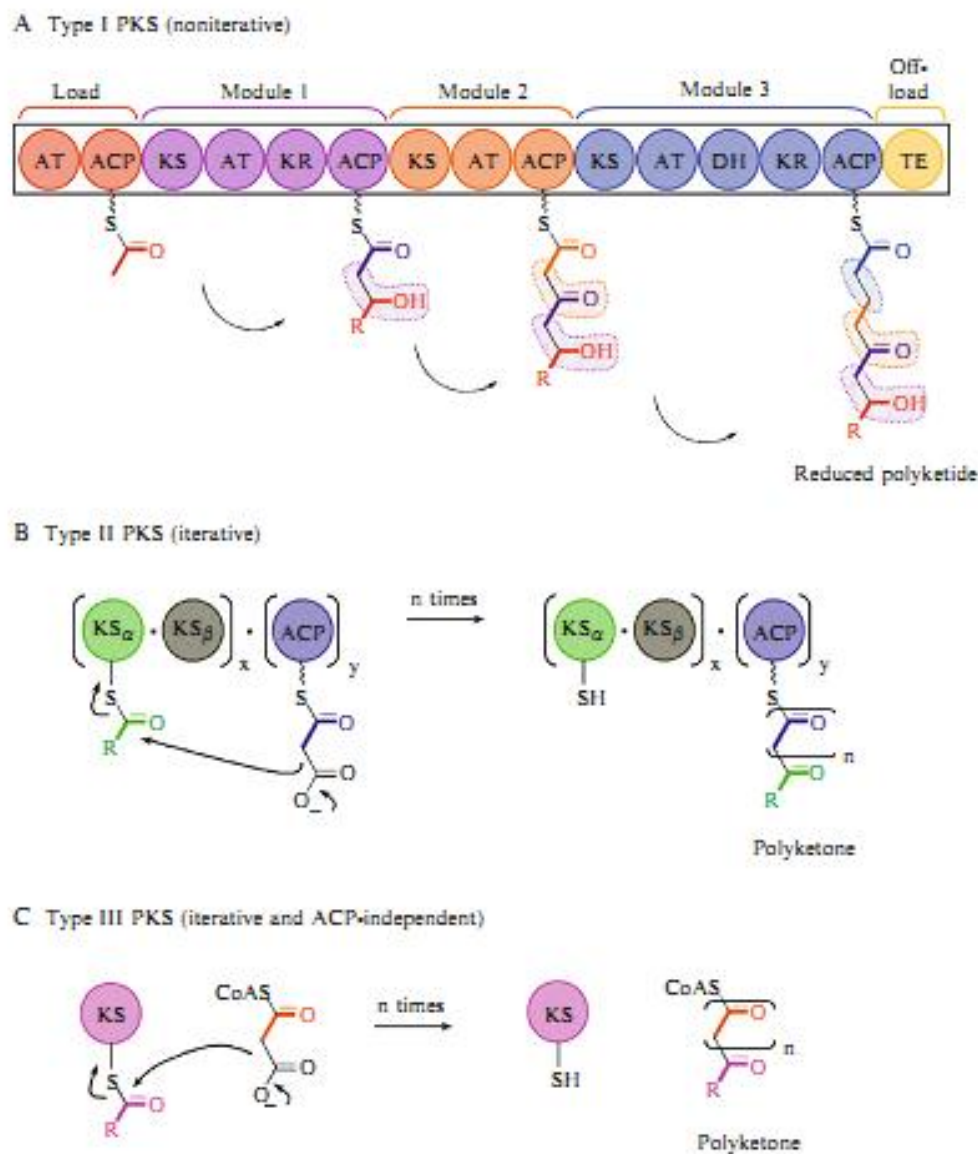 A Type I PKS (noniterative)
Load Module 1 Module 2 Module 3 Off-
load
AT ACP KS AT KR ACP KS AT ACP KS AT DH KR ACP TE
S S S S
O O O O
OH O
R OH O
R OH
R
Reduced polyketide
B Type II PKS (iterative)
KSα · KSβ x · ACP y n times KSα · KSβ x · ACP y
S S SH S
O O O n
R O O
O− R
Polyketone
C Type III PKS (iterative and ACP-independent)
KS CoAS n times KS CoAS
O O n
S O SH O
R O O− R
Polyketone